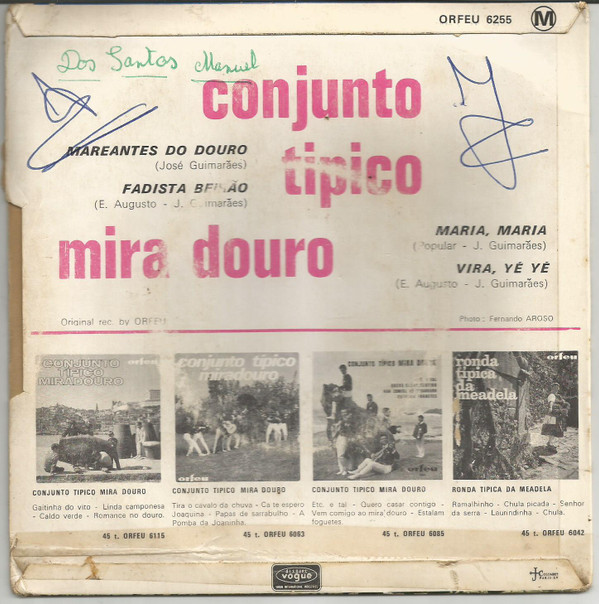 ORFEU 6255 M
Dos Santos Manuel
conjunto
tipico
mira douro
MAREANTES DO DOURO
(José Guimarães)
FADISTA BEIRÃO
(E. Augusto - J. Guimarães)
MARIA, MARIA
(Popular - J. Guimarães)
VIRA, YÊ YÊ
(E. Augusto - J. Guimarães)
Original rec. by ORFEU
Photo : Fernando AROSO
CONJUNTO
TIPICO
MIRADOURO
orfeu
CONJUNTO TIPICO MIRA DOURO
Gaitinha do vito - Linda camponesa
- Caldo verde - Romance no douro.
45 t. ORFEU 6115
conjunto tipico
miradouro
orfeu
CONJUNTO TIPICO MIRA DOURO
Tira o cavalo da chuva - Ca te espero
Joaquina - Papas de sarrabulho - A
Pomba da Joaninha.
45 t. ORFEU 6063
CONJUNTO TIPICO MIRA DOURO
orfeu
CONJUNTO TIPICO MIRA DOURO
Etc. e tal - Quero casar contigo -
Vem comigo ao mira douro - Estalam
foguetes.
45 t. ORFEU 6085
ronda
tipica
da
meadela
orfeu
RONDA TIPICA DA MEADELA
Ramalhinho - Chula picada - Senhor
da serra - Laurindinha - Chula.
45 t. ORFEU 6042
DISQUES
vogue